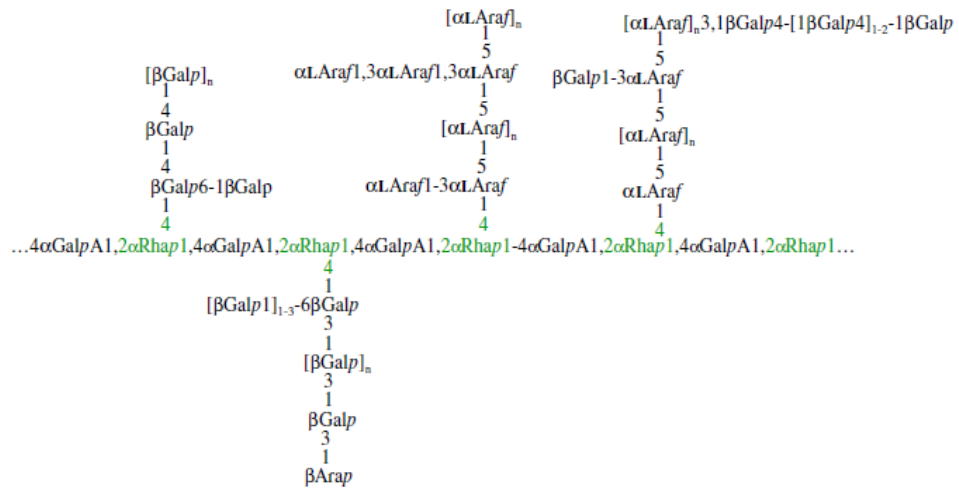 [αLAraf]n [αLAraf]n3,1βGalp4-[1βGalp4]1-2-1βGalp
1 1
5 5
[βGalp]n αLAraf1,3αLAraf1,3αLAraf βGalp1-3αLAraf
1 1 1
4 5 5
βGalp [αLAraf]n [αLAraf]n
1 1 1
4 5 5
βGalp6-1βGalp αLAraf1-3αLAraf αLAraf
1 1 1
4 4 4
...4αGalpA1,2αRhap1,4αGalpA1,2αRhap1,4αGalpA1,2αRhap1-4αGalpA1,2αRhap1,4αGalpA1,2αRhap1...
4
1
[βGalp1]1-3-6βGalp
3
1
[βGalp]n
3
1
βGalp
3
1
βArap